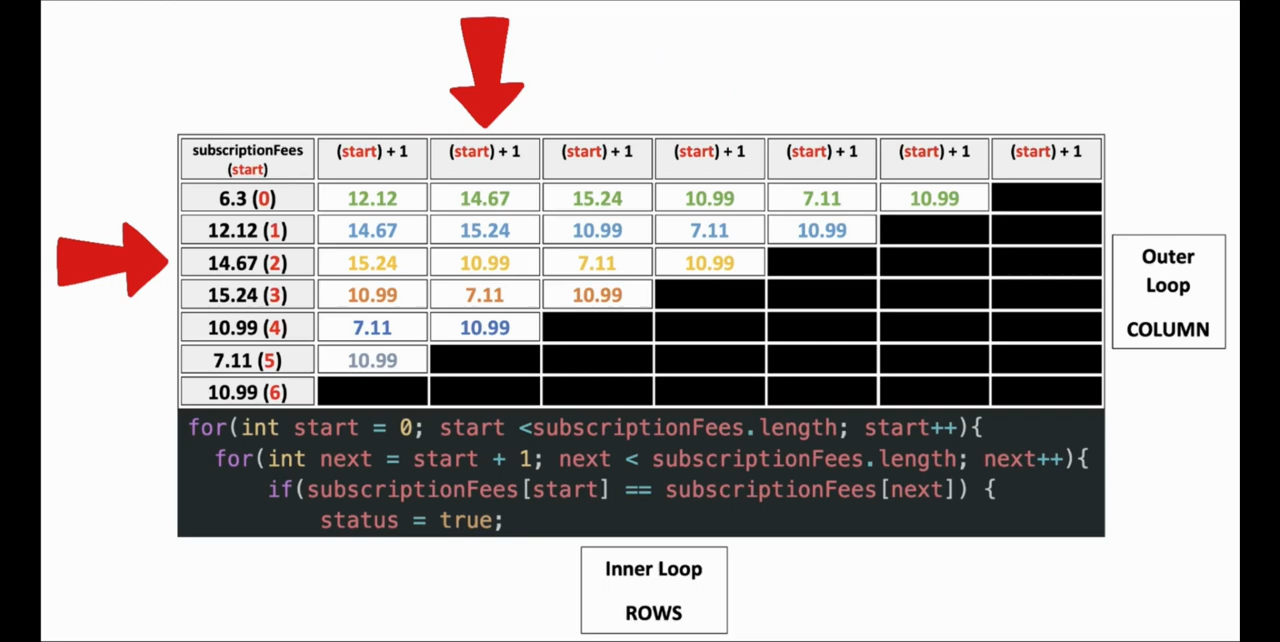 subscriptionFees (start) + 1 (start) + 1 (start) + 1 (start) + 1 (start) + 1 (start) + 1 (start) + 1
(start)
6.3 (0) 12.12 14.67 15.24 10.99 7.11 10.99
12.12 (1) 14.67 15.24 10.99 7.11 10.99
14.67 (2) 15.24 10.99 7.11 10.99
15.24 (3) 10.99 7.11 10.99
10.99 (4) 7.11 10.99
7.11 (5) 10.99
10.99 (6)
Outer
Loop
COLUMN
for(int start = 0; start <subscriptionFees.length; start++){
for(int next = start + 1; next < subscriptionFees.length; next++){
if(subscriptionFees[start] == subscriptionFees[next]) {
status = true;
Inner Loop
ROWS